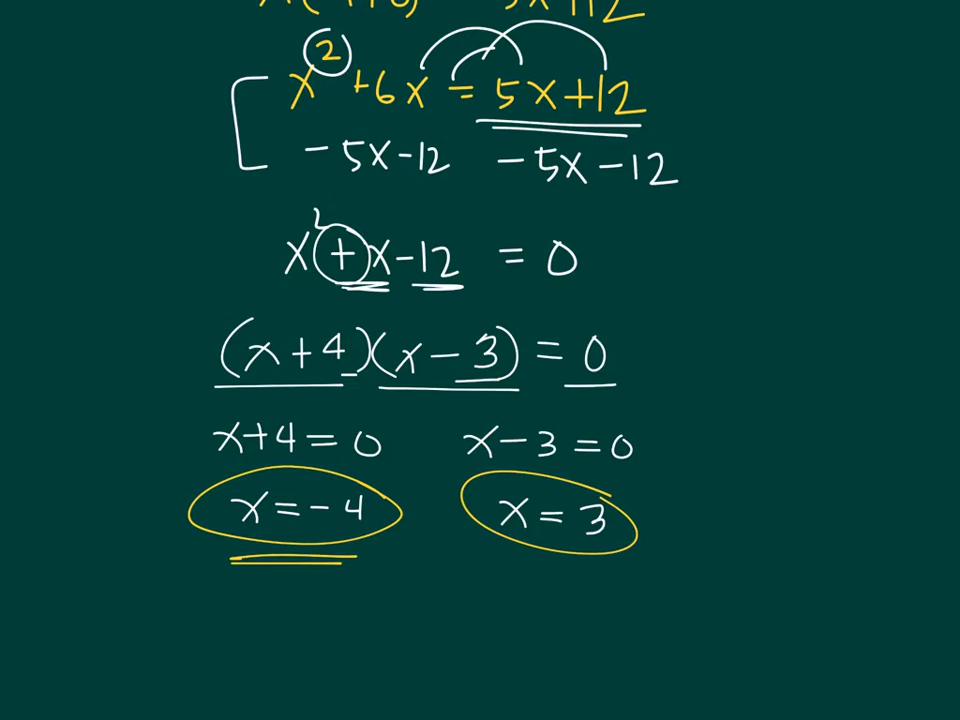 x² +6x = 5x+12
-5x-12 -5x-12
x²+x-12 = 0
(x+4)(x-3) = 0
x+4=0 x-3=0
x=-4 x=3